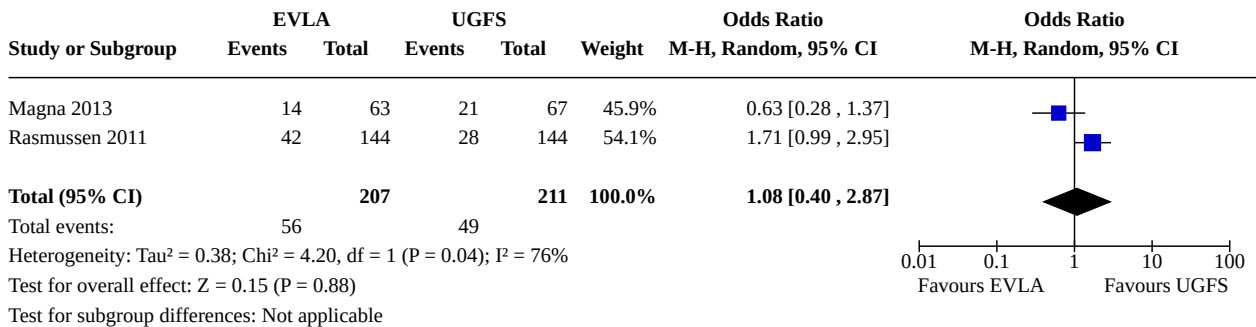 EVLA UGFS Odds Ratio Odds Ratio
Study or Subgroup Events Total Events Total Weight M-H, Random, 95% CI M-H, Random, 95% CI
Magna 2013 14 63 21 67 45.9% 0.63 [0.28 , 1.37]
Rasmussen 2011 42 144 28 144 54.1% 1.71 [0.99 , 2.95]
Total (95% CI) 207 211 100.0% 1.08 [0.40 , 2.87]
Total events: 56 49
Heterogeneity: Tau² = 0.38; Chi² = 4.20, df = 1 (P = 0.04); I² = 76%
0.01 0.1 1 10 100
Test for overall effect: Z = 0.15 (P = 0.88) Favours EVLA Favours UGFS
Test for subgroup differences: Not applicable